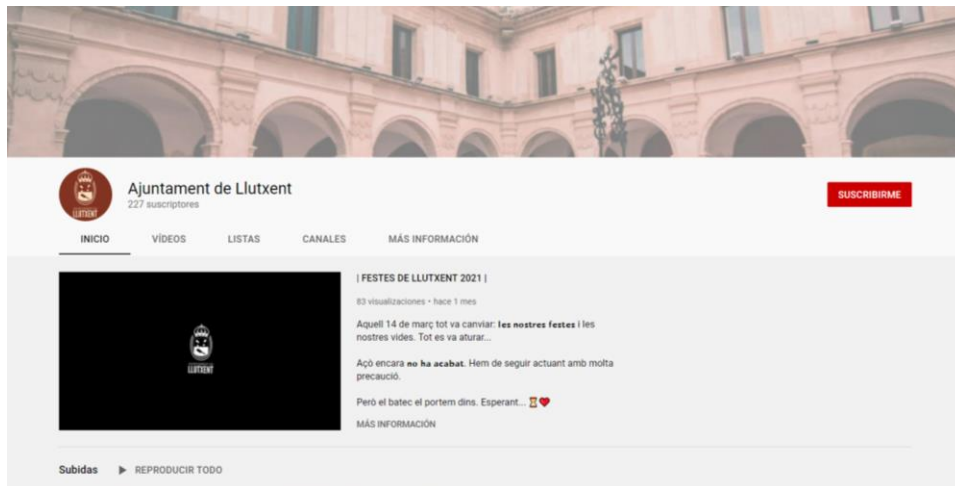 LLUTXENT
Ajuntament de Llutxent
227 suscriptores
SUSCRIBIRME
INICIO
VÍDEOS
LISTAS
CANALES
MÁS INFORMACIÓN
LLUTXENT
| FESTES DE LLUTXENT 2021 |
83 visualizaciones • hace 1 mes
Aquell 14 de març tot va canviar: les nostres festes i les
nostres vides. Tot es va aturar...
Açò encara no ha acabat. Hem de seguir actuant amb molta
precaució.
Però el batec el portem dins. Esperant... ⏳❤️
MÁS INFORMACIÓN
Subidas
REPRODUCIR TODO